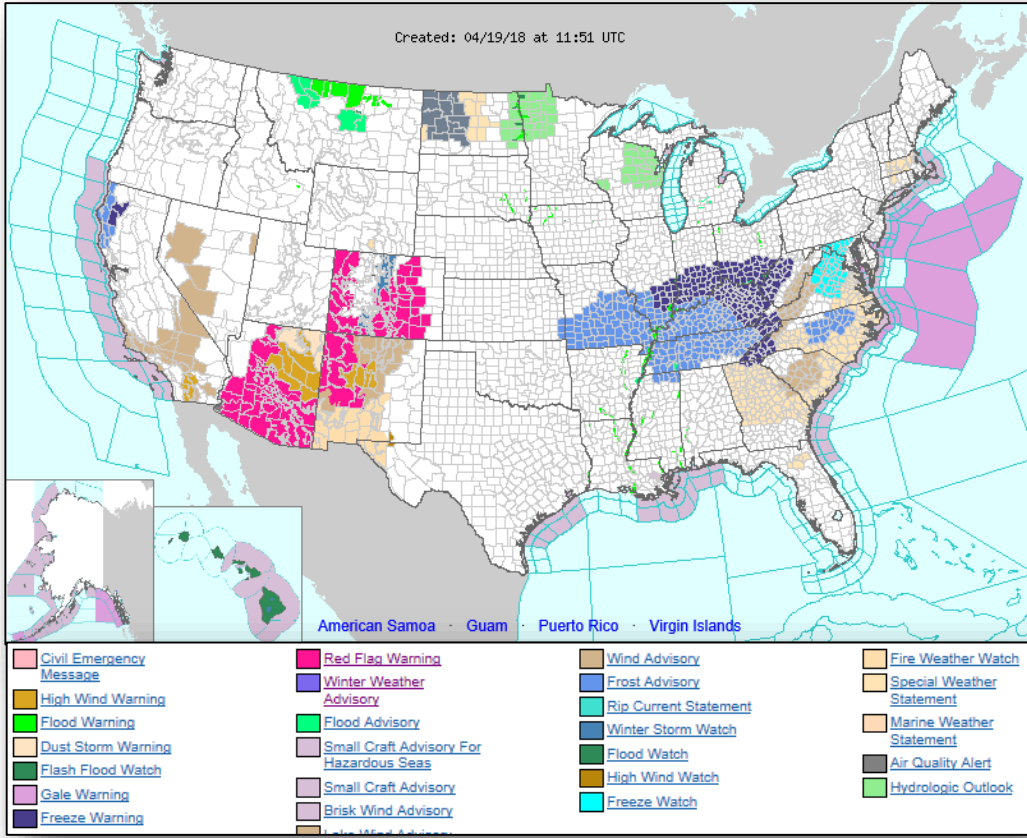 Created: 04/19/18 at 11:51 UTC
American Samoa · Guam · Puerto Rico · Virgin Islands
Civil Emergency
Message
High Wind Warning
Flood Warning
Dust Storm Warning
Flash Flood Watch
Gale Warning
Freeze Warning
Red Flag Warning
Winter Weather
Advisory
Flood Advisory
Small Craft Advisory For
Hazardous Seas
Small Craft Advisory
Brisk Wind Advisory
Lake Wind Advisory
Wind Advisory
Frost Advisory
Rip Current Statement
Winter Storm Watch
Flood Watch
High Wind Watch
Freeze Watch
Fire Weather Watch
Special Weather
Statement
Marine Weather
Statement
Air Quality Alert
Hydrologic Outlook